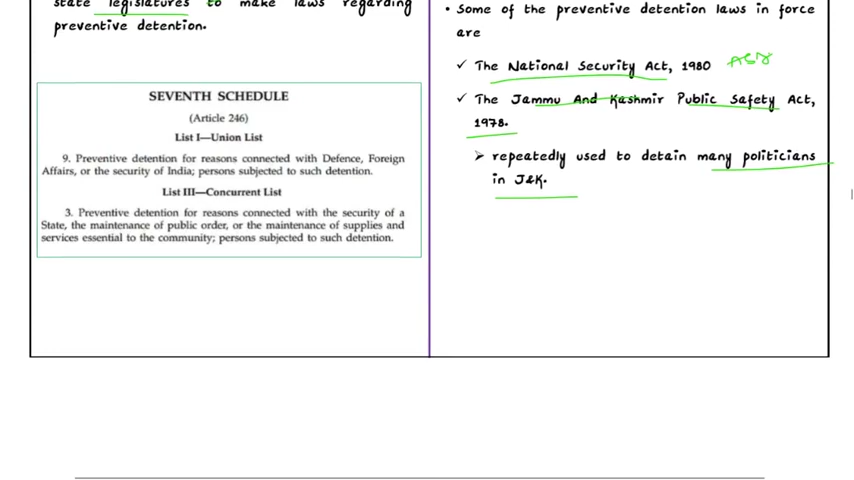 state legislatures to make laws regarding
preventive detention.
SEVENTH SCHEDULE
(Article 246)
List I—Union List
9. Preventive detention for reasons connected with Defence, Foreign
Affairs, or the security of India; persons subjected to such detention.
List III—Concurrent List
3. Preventive detention for reasons connected with the security of a
State, the maintenance of public order, or the maintenance of supplies and
services essential to the community; persons subjected to such detention.
• Some of the preventive detention laws in force
are
✓ The National Security Act, 1980
✓ The Jammu And Kashmir Public Safety Act,
1978.
➢ repeatedly used to detain many politicians
in J&K.